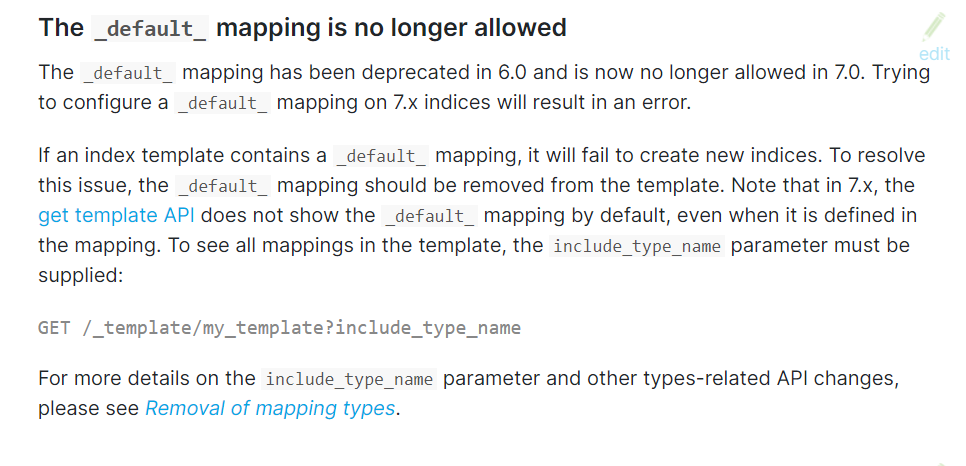 The _default_ mapping is no longer allowed
edit
The _default_ mapping has been deprecated in 6.0 and is now no longer allowed in 7.0. Trying
to configure a _default_ mapping on 7.x indices will result in an error.
If an index template contains a _default_ mapping, it will fail to create new indices. To resolve
this issue, the _default_ mapping should be removed from the template. Note that in 7.x, the
get template API does not show the _default_ mapping by default, even when it is defined in
the mapping. To see all mappings in the template, the include_type_name parameter must be
supplied:
GET /_template/my_template?include_type_name
For more details on the include_type_name parameter and other types-related API changes,
please see Removal of mapping types.